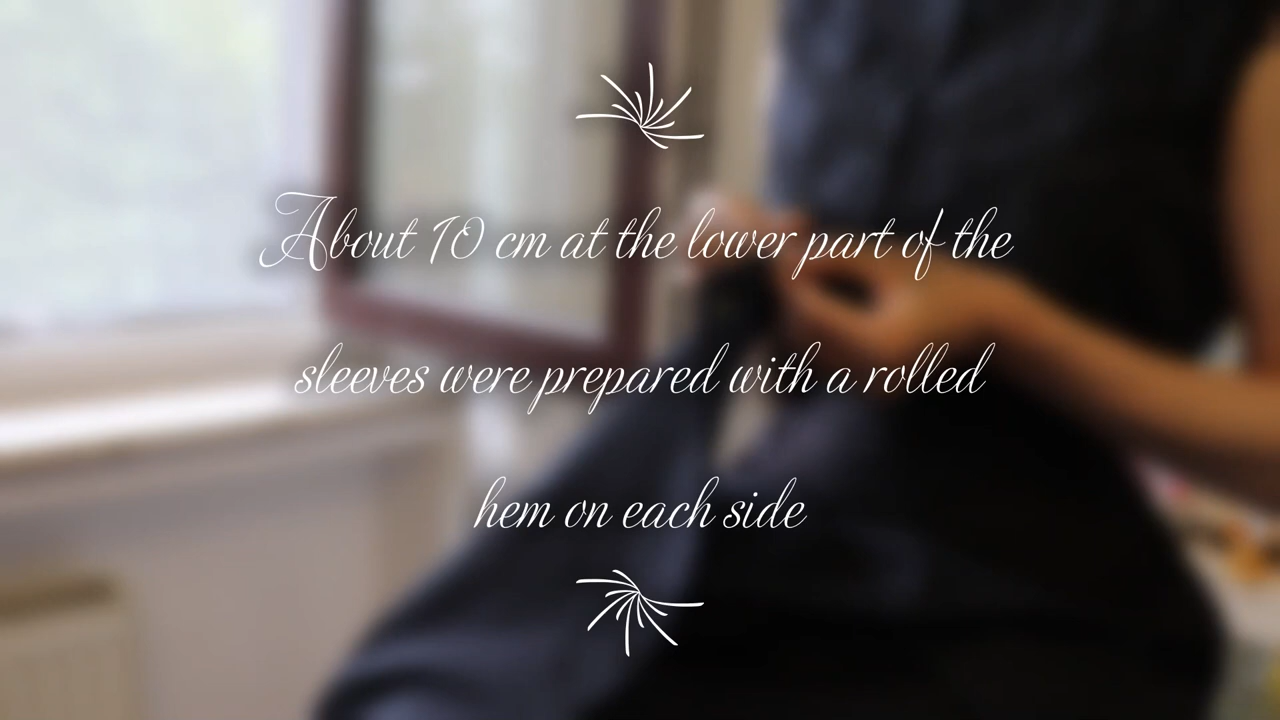 About 10 cm at the lower part of the
sleeves were prepared with a rolled
hem on each side